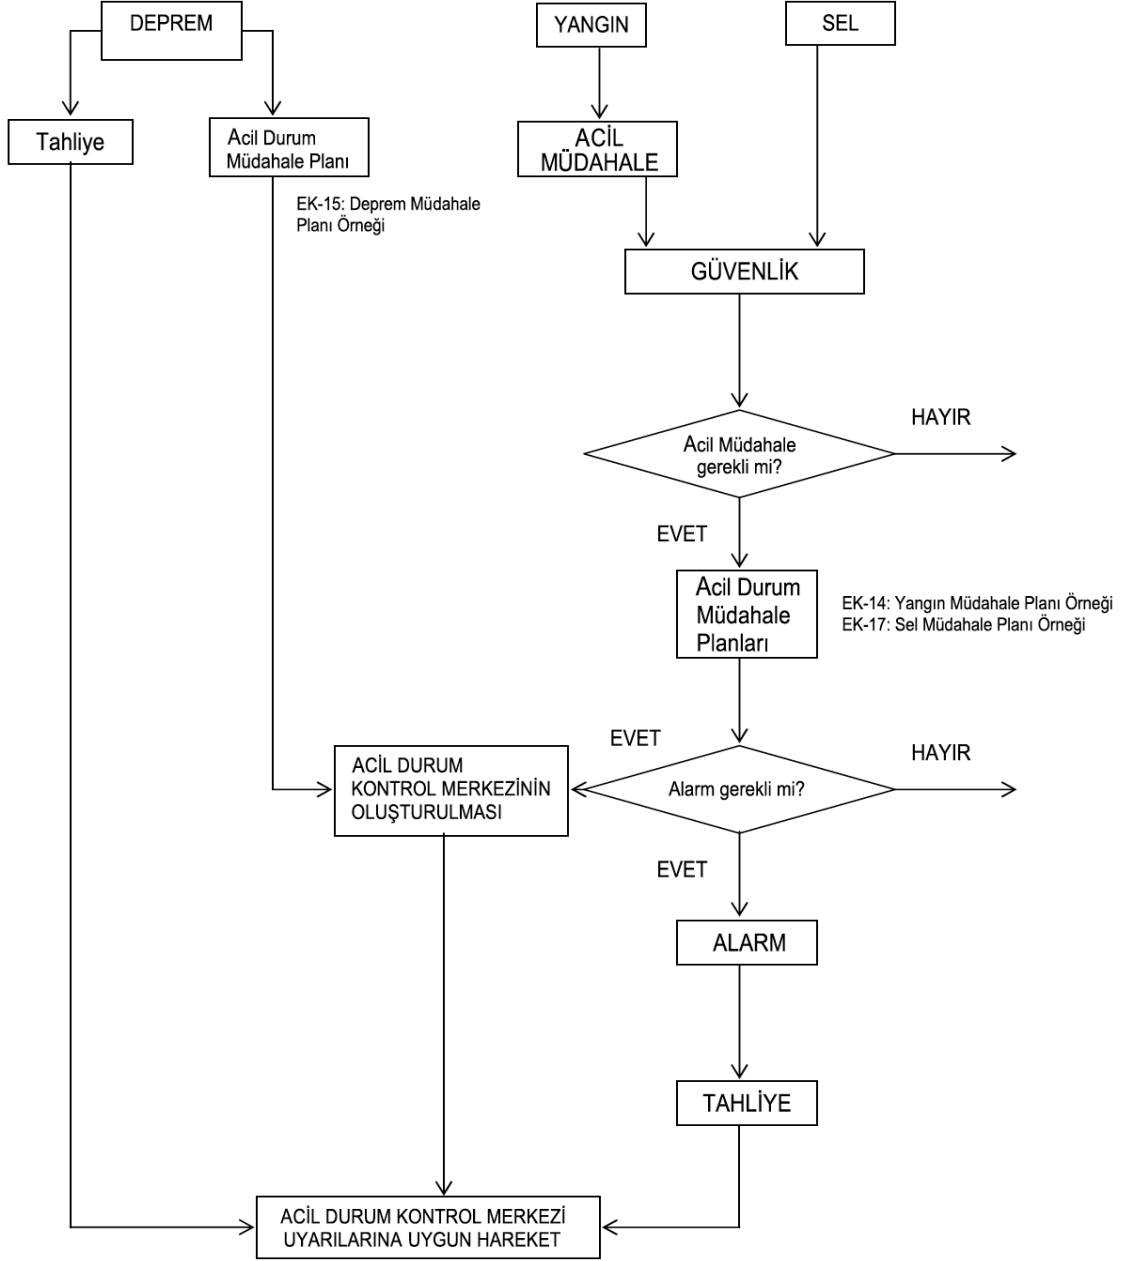 DEPREM
YANGIN
SEL
Tahliye
Acil Durum
Müdahale Planı
ACİL
MÜDAHALE
EK-15: Deprem Müdahale
Planı Örneği
GÜVENLİK
HAYIR
Acil Müdahale
gerekli mi?
EVET
Acil Durum
Müdahale
Planları
EK-14: Yangın Müdahale Planı Örneği
EK-17: Sel Müdahale Planı Örneği
EVET
HAYIR
ACİL DURUM
KONTROL MERKEZİNİN
OLUŞTURULMASI
Alarm gerekli mi?
EVET
ALARM
TAHLİYE
ACİL DURUM KONTROL MERKEZİ
UYARILARINA UYGUN HAREKET